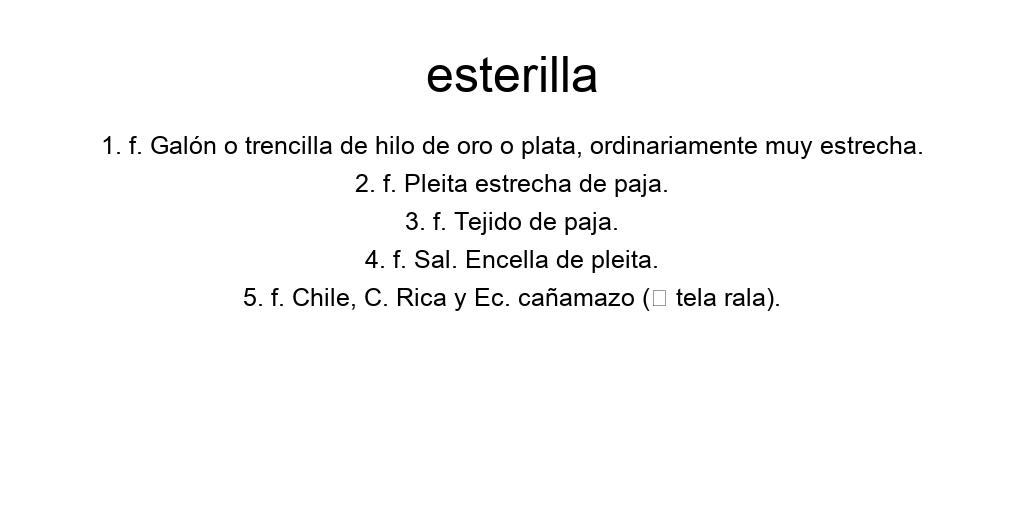 esterilla
1. f. Galón o trencilla de hilo de oro o plata, ordinariamente muy estrecha.
2. f. Pleita estrecha de paja.
3. f. Tejido de paja.
4. f. Sal. Encella de pleita.
5. f. Chile, C. Rica y Ec. cañamazo (▯ tela rala).